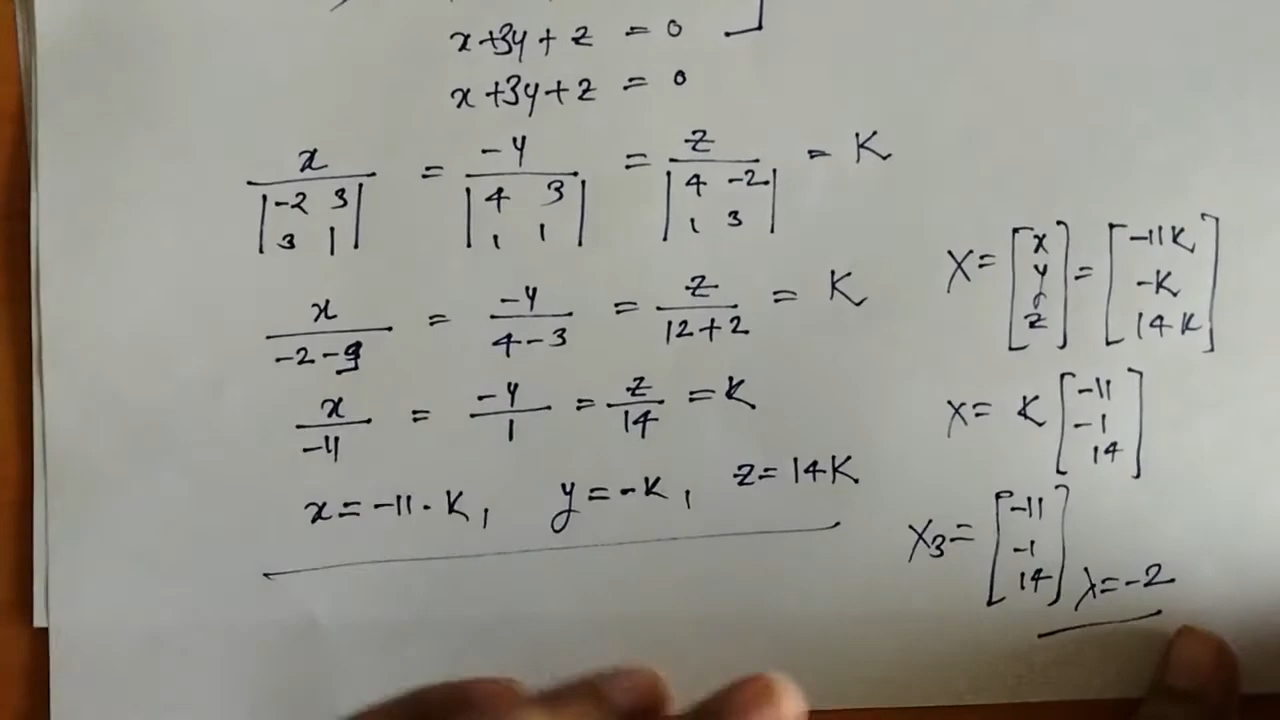 x+3y+z = 0
x+3y+z = 0
x / |-2 3; 3 1| = -y / |4 3; 1 1| = z / |4 -2; 1 3| = K
x / -2-9 = -y / 4-3 = z / 12+2 = K
x / -11 = -y / 1 = z / 14 = K
x = -11·K, y = -K, z = 14K
X = [x; y; z] = [-11K; -K; 14K]
X = K [-11; -1; 14]
X3 = [-11; -1; 14] λ=-2